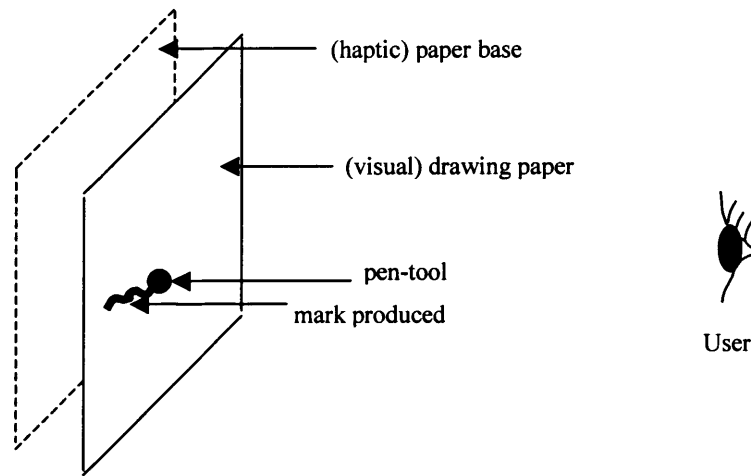 (haptic) paper base
(visual) drawing paper
pen-tool
mark produced
User